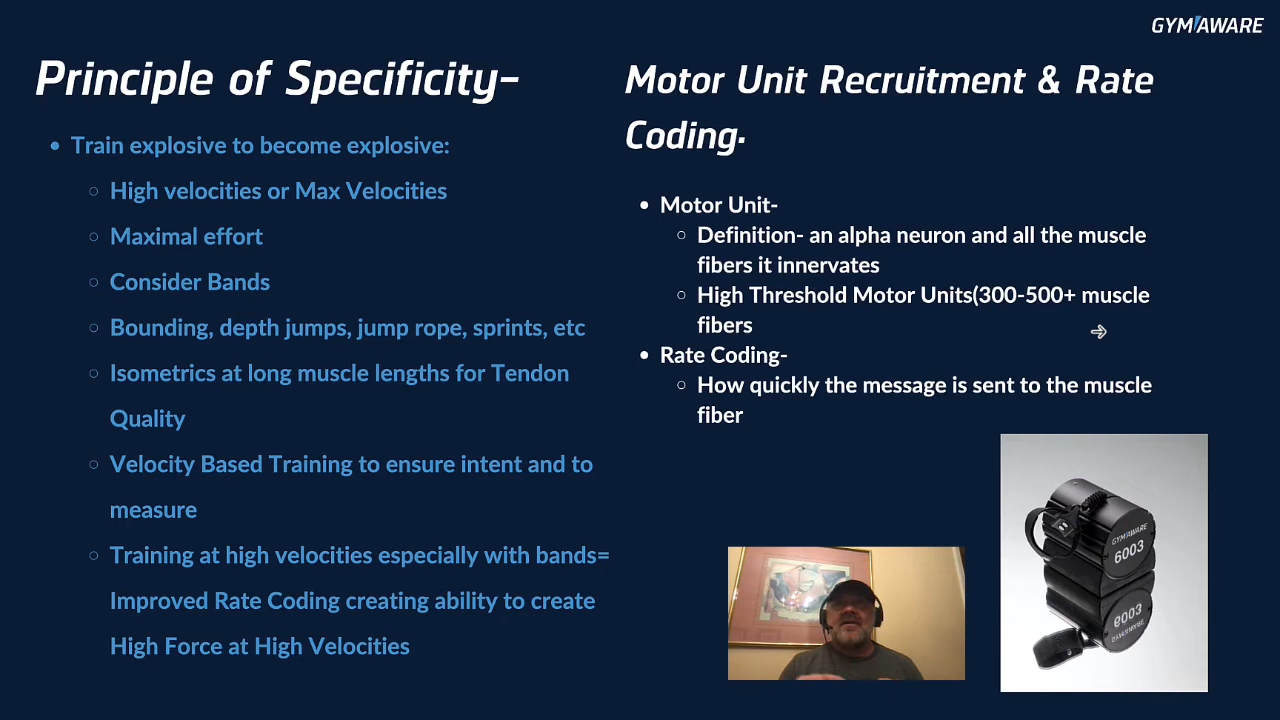 GYMAWARE
Principle of Specificity-
Train explosive to become explosive:
High velocities or Max Velocities
Maximal effort
Consider Bands
Bounding, depth jumps, jump rope, sprints, etc
Isometrics at long muscle lengths for Tendon
Quality
Velocity Based Training to ensure intent and to
measure
Training at high velocities especially with bands=
Improved Rate Coding creating ability to create
High Force at High Velocities
Motor Unit Recruitment & Rate
Coding.
Motor Unit-
Definition- an alpha neuron and all the muscle
fibers it innervates
High Threshold Motor Units(300-500+ muscle
fibers
Rate Coding-
How quickly the message is sent to the muscle
fiber
GYMAWARE
6003